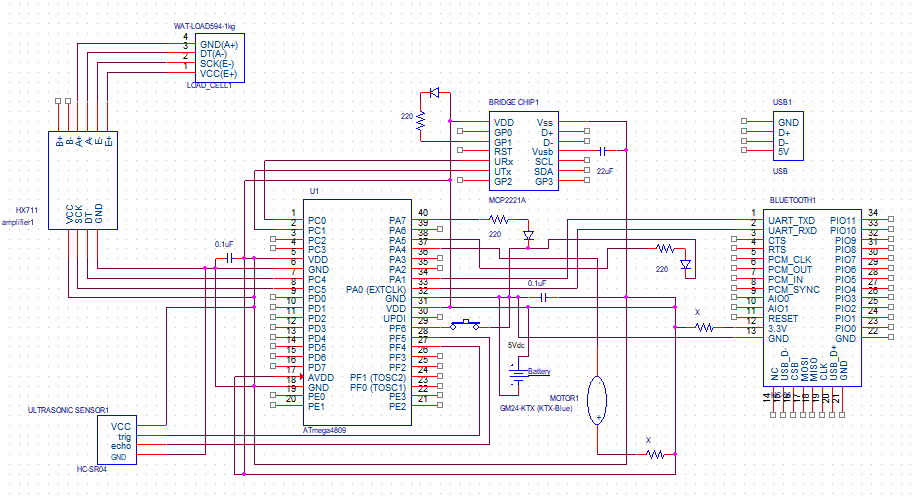 WAT-LOAD594-1kg
4 GND(A+)
3 DT(A-)
2 SCK(E-)
1 VCC(E+)
LOAD_CELL1
B+ B- A+ A- E- E+
VCC SCK DT GND
HX711
amplifier1
220
BRIDGE CHIP1
VDD Vss
GP0 D+
GP1 D-
RST Vusb
URx SCL
UTx SDA
GP2 GP3
MCP2221A
22uF
USB1
GND
D+
D-
5V
USB
0.1uF
U1
1 PC0 PA7 40
2 PC1 PA6 39
3 PC2 PA5 38
4 PC3 PA4 37
5 VDD PA3 36
6 GND PA2 35
7 PC4 PA1 34
8 PC5 PA0 (EXTCLK) 33
9 PD0 GND 32
10 PD1 VDD 31
11 PD2 UPDI 30
12 PD3 PF6 29
13 PD4 PF5 28
14 PD5 PF4 27
15 PD6 PF3 26
16 PD7 PF2 25
17 AVDD PF1 (TOSC2) 24
18 GND PF0 (TOSC1) 23
19 PE0 PE3 22
20 PE1 PE2 21
ATmega4809
220
220
0.1uF
5Vdc
Battery
MOTOR1
GM24-KTX (KTX-Blue)
X
X
BLUETOOTH1
1 UART_TXD PIO11 34
2 UART_RXD PIO10 33
3 CTS PIO9 32
4 RTS PIO8 31
5 PCM_CLK PIO7 30
6 PCM_OUT PIO6 29
7 PCM_IN PIO5 28
8 PCM_SYNC PIO4 27
9 AIO0 PIO3 26
10 AIO1 PIO2 25
11 RESET PIO1 24
12 3.3V PIO0 23
13 GND GND 22
NC USB_D- CSB MOSI MISO CLK USB_D+ GND
14 15 16 17 18 19 20 21
ULTRASONIC SENSOR1
VCC
trig
echo
GND
HC-SR04